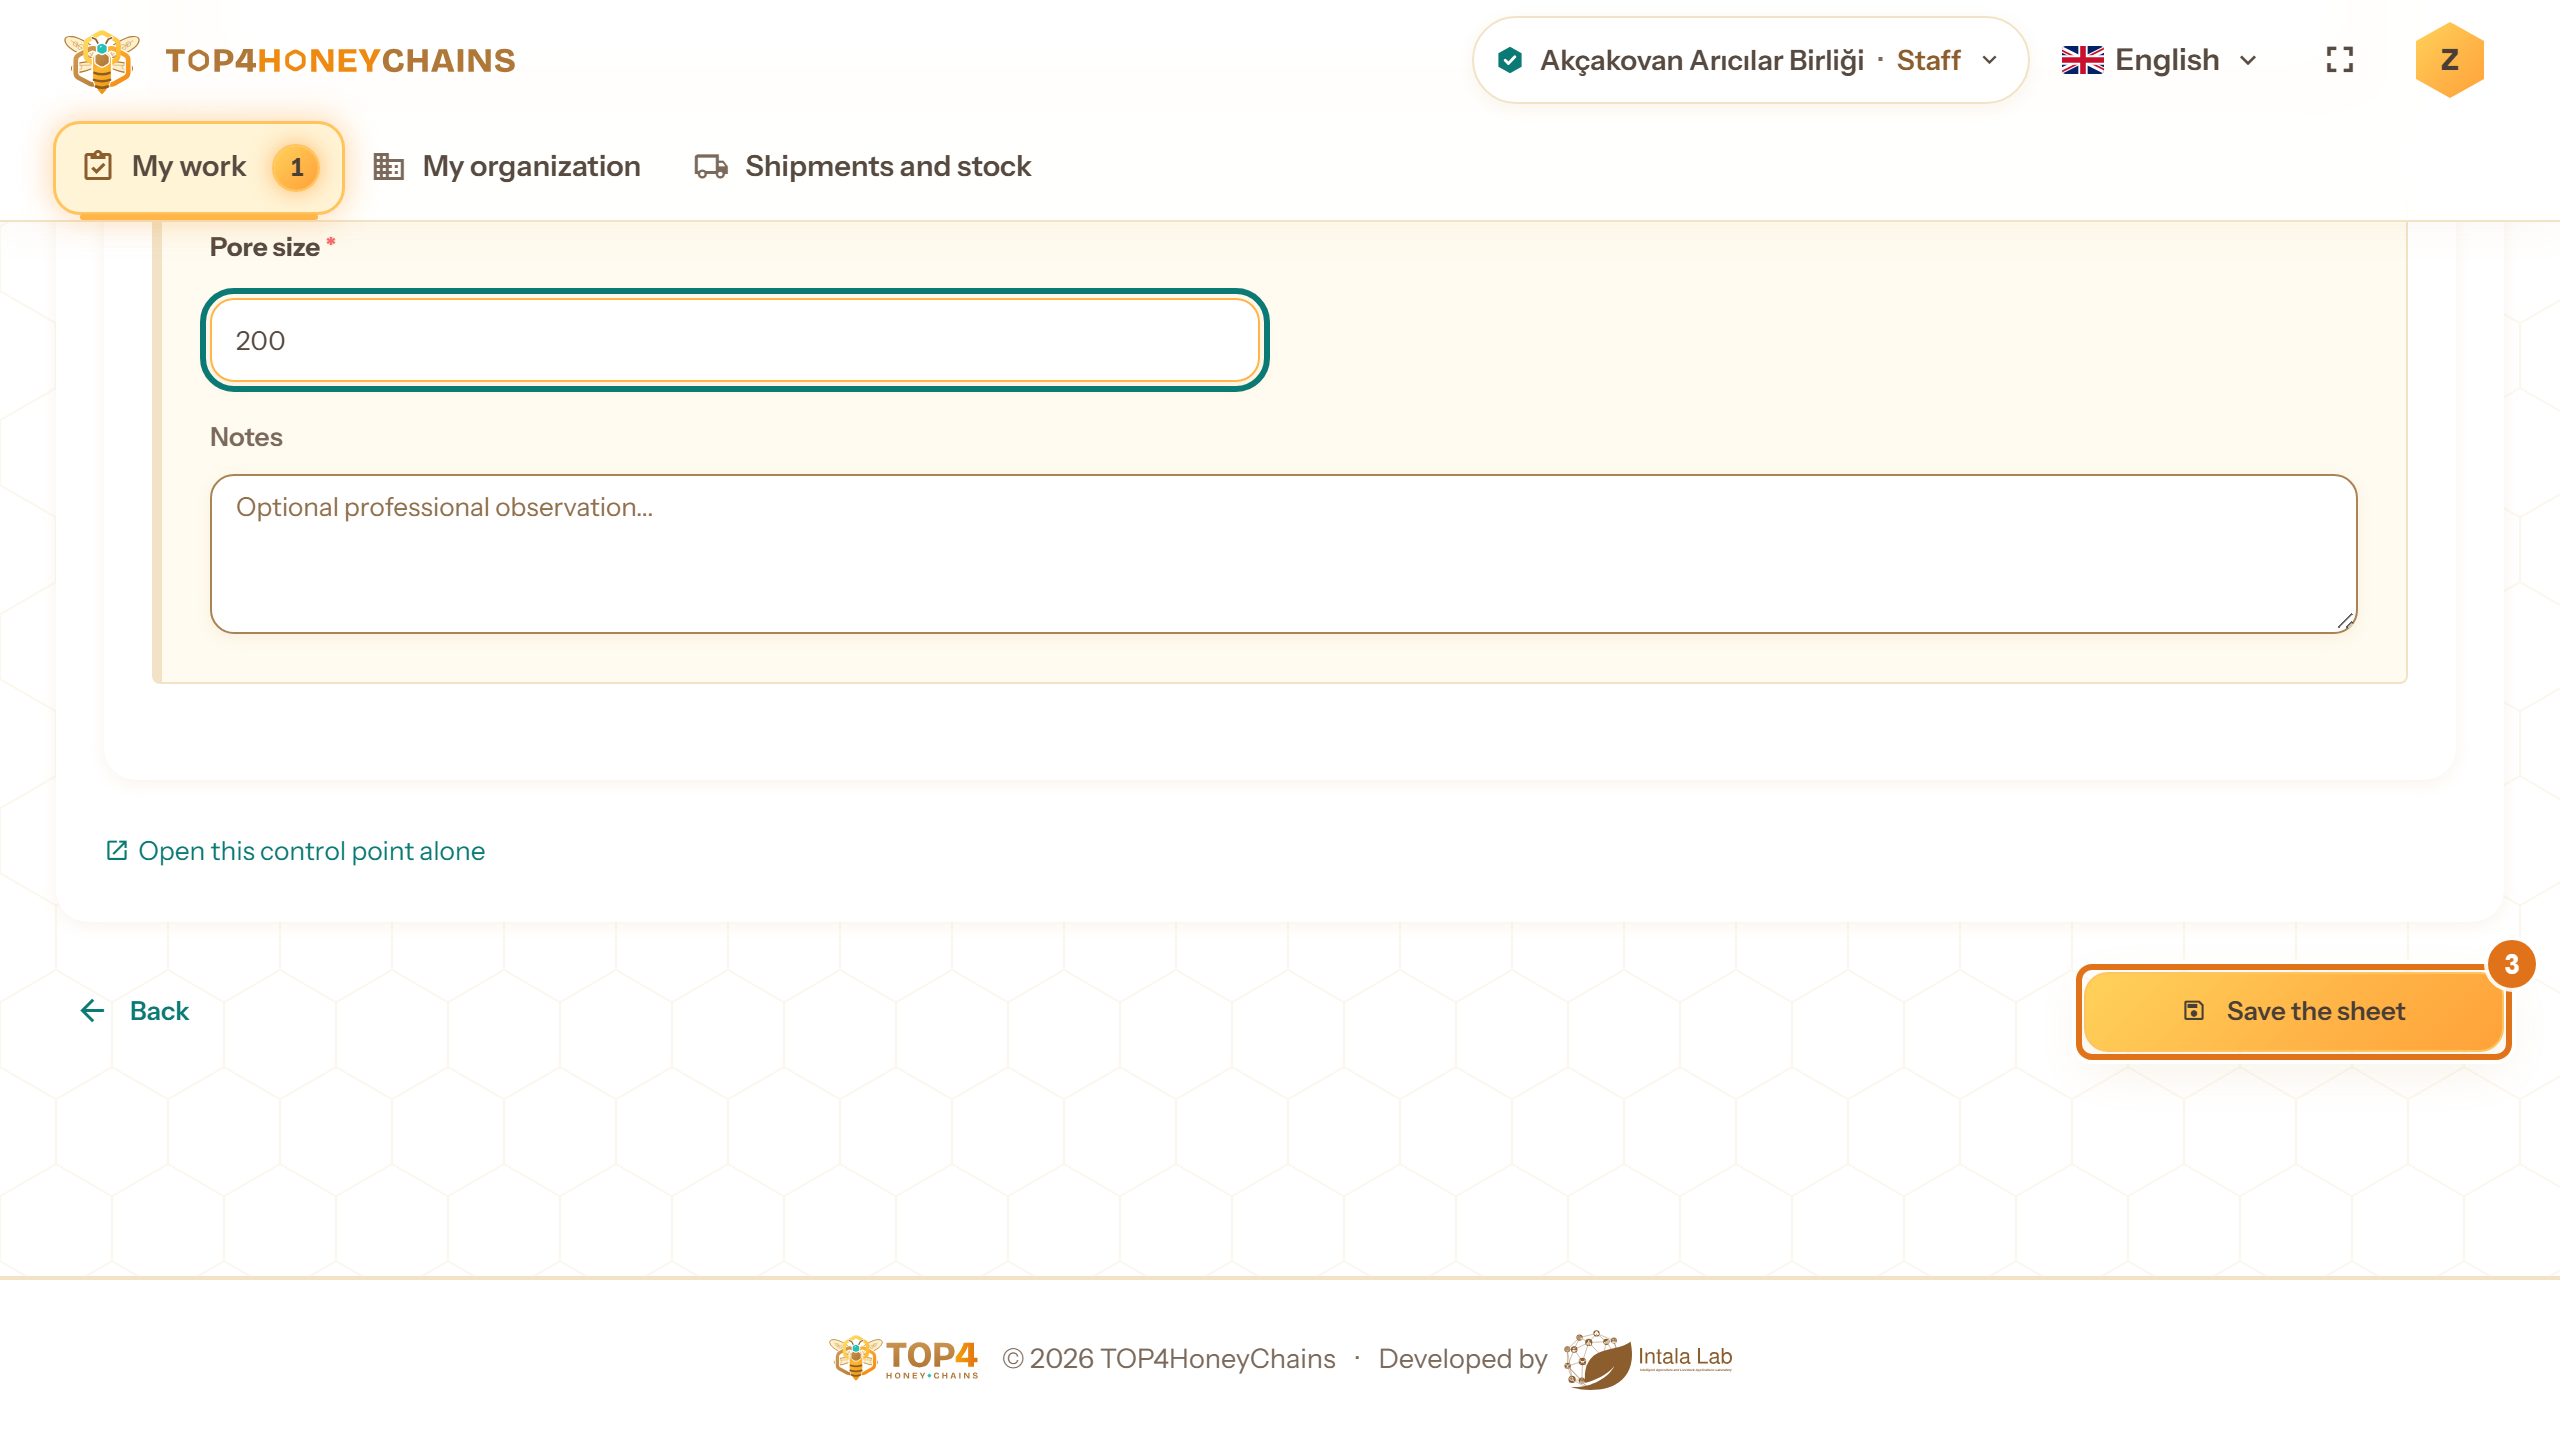 TOP4HONEYCHAINS
Akçakovan Arıcılar Birliği · Staff
English
Z
My work 1
My organization
Shipments and stock
Pore size *
200
Notes
Optional professional observation...
Open this control point alone
Back
3
Save the sheet
TOP4
HONEY CHAINS
© 2026 TOP4HoneyChains · Developed by
Intala Lab